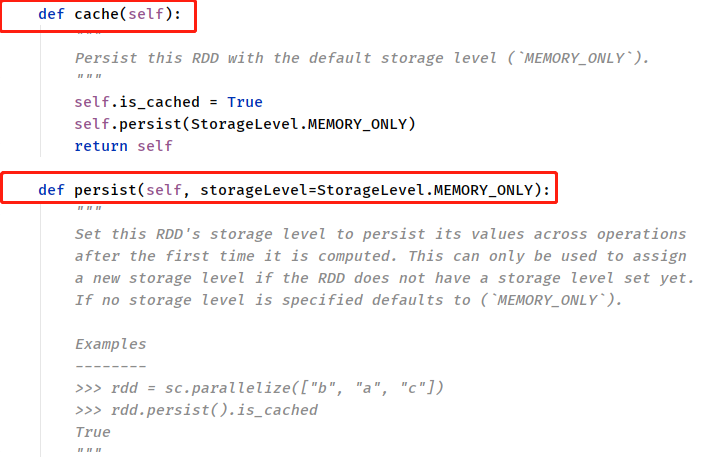 def cache(self):
"""
Persist this RDD with the default storage level (`MEMORY_ONLY`).
"""
self.is_cached = True
self.persist(StorageLevel.MEMORY_ONLY)
return self
def persist(self, storageLevel=StorageLevel.MEMORY_ONLY):
"""
Set this RDD's storage level to persist its values across operations
after the first time it is computed. This can only be used to assign
a new storage level if the RDD does not have a storage level set yet.
If no storage level is specified defaults to (`MEMORY_ONLY`).
Examples
--------
>>> rdd = sc.parallelize(["b", "a", "c"])
>>> rdd.persist().is_cached
True
"""